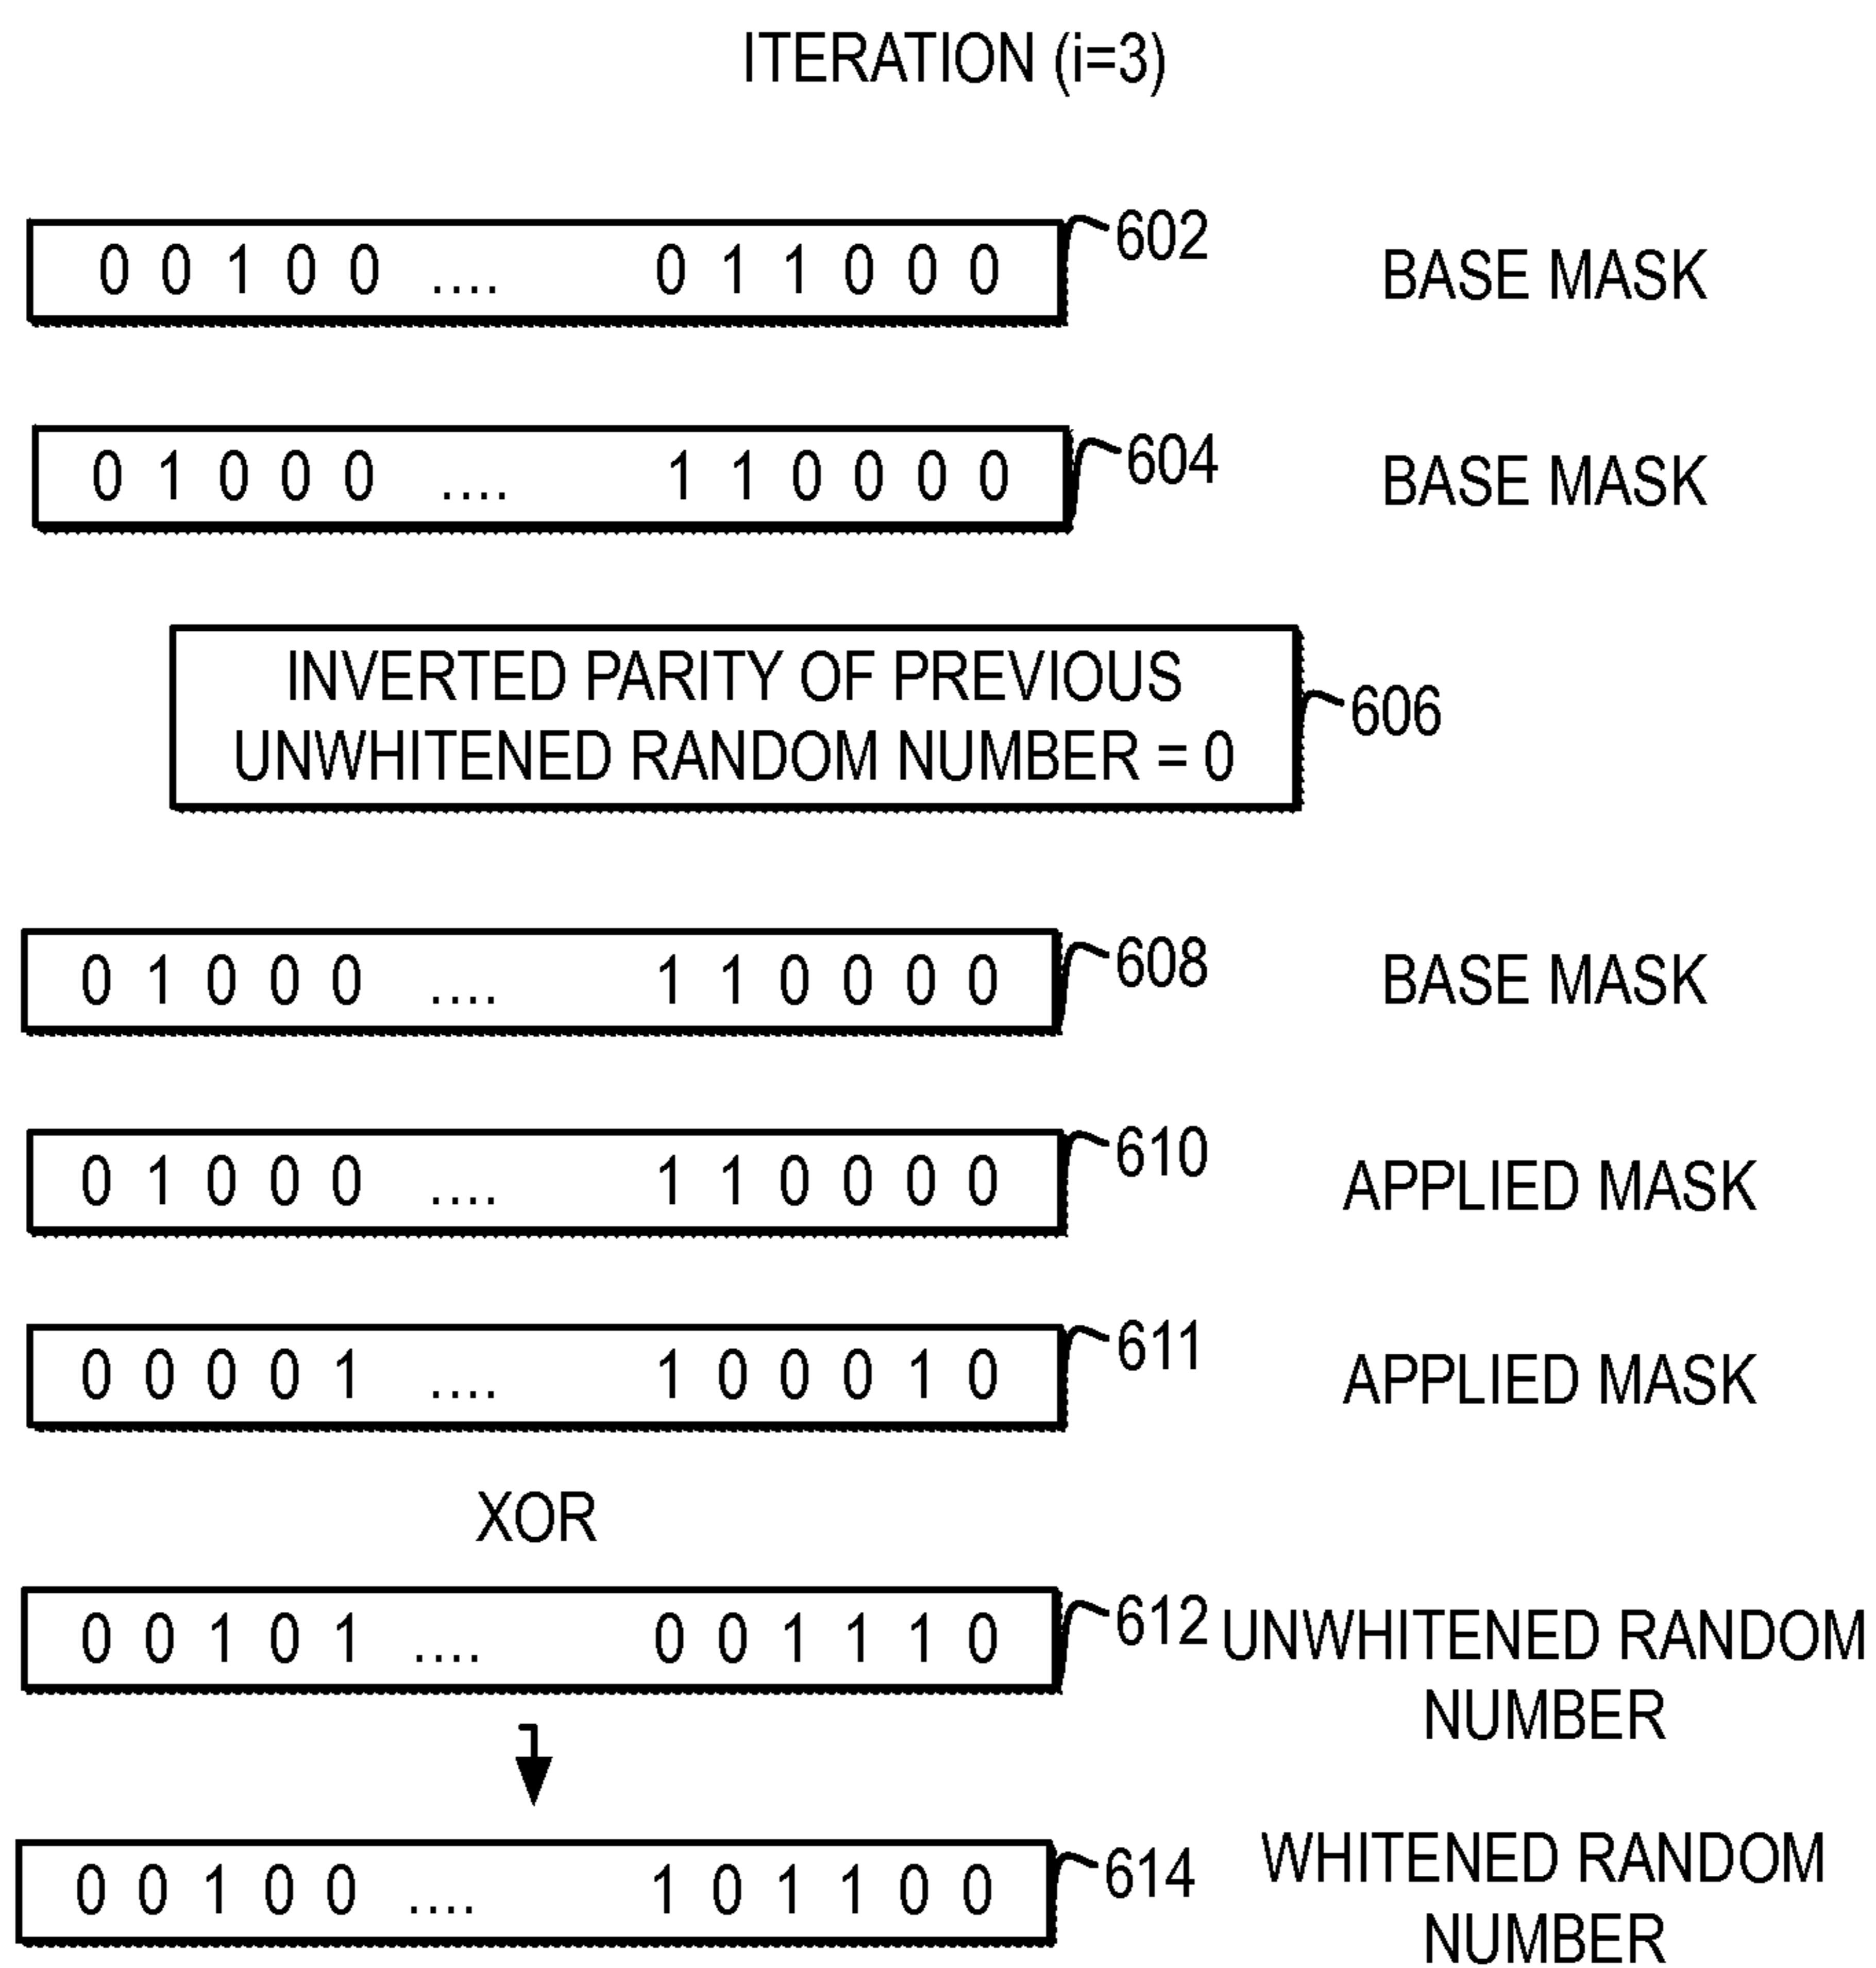 ITERATION (i=3)
0 0 1 0 0 .... 0 1 1 0 0 0 602 BASE MASK
0 1 0 0 0 .... 1 1 0 0 0 0 604 BASE MASK
INVERTED PARITY OF PREVIOUS
UNWHITENED RANDOM NUMBER = 0 606
0 1 0 0 0 .... 1 1 0 0 0 0 608 BASE MASK
0 1 0 0 0 .... 1 1 0 0 0 0 610 APPLIED MASK
0 0 0 0 1 .... 1 0 0 0 1 0 611 APPLIED MASK
XOR
0 0 1 0 1 .... 0 0 1 1 1 0 612 UNWHITENED RANDOM
NUMBER
0 0 1 0 0 .... 1 0 1 1 0 0 614 WHITENED RANDOM
NUMBER